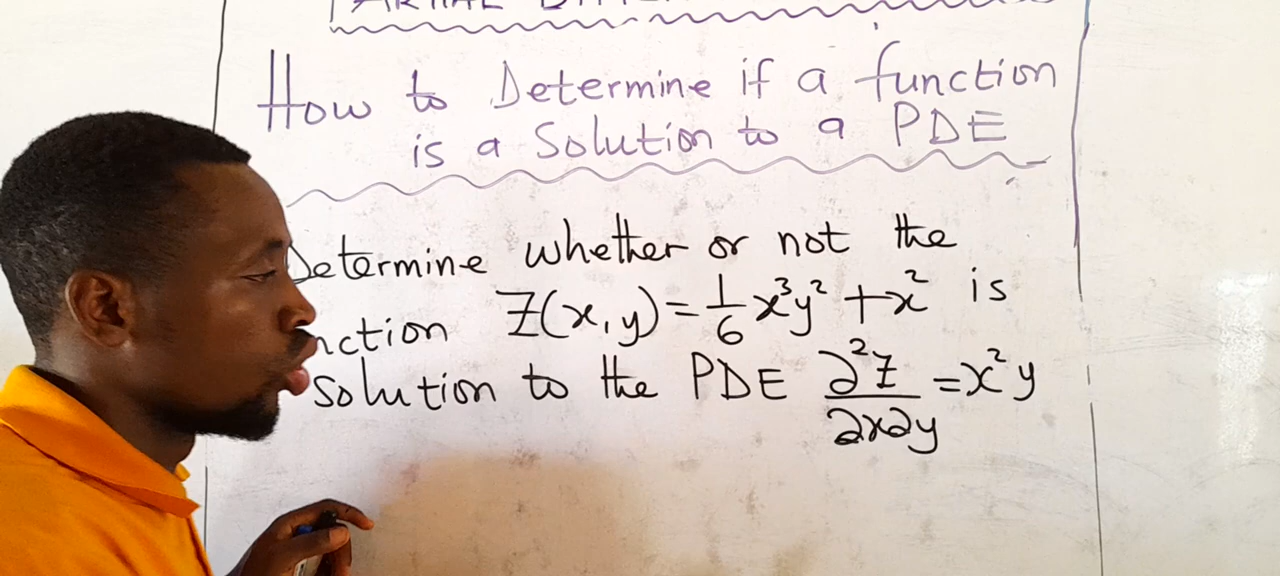 How to Determine if a function
is a Solution to a PDE
Determine whether or not the
nction Z(x,y)=1/6 x³y² + x² is
solution to the PDE ∂²Z/∂x∂y = x²y